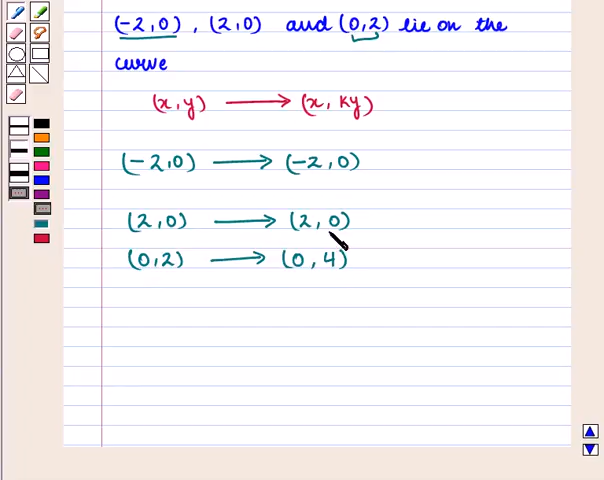 (-2,0), (2,0) and (0,2) lie on the
curve
(x,y) ⟶ (x, ky)
(-2,0) ⟶ (-2,0)
(2,0) ⟶ (2,0)
(0,2) ⟶ (0,4)